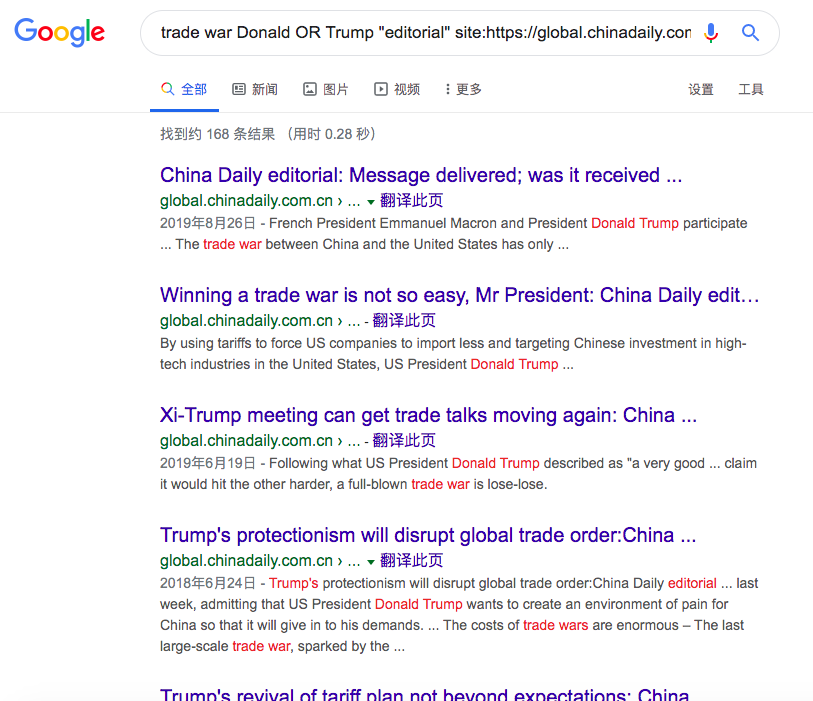 Google
trade war Donald OR Trump "editorial" site:https://global.chinadaily.con
全部 新闻 图片 视频 更多 设置 工具
找到约 168 条结果 （用时 0.28 秒）
China Daily editorial: Message delivered; was it received ...
global.chinadaily.com.cn › ... 翻译此页
2019年8月26日 - French President Emmanuel Macron and President Donald Trump participate
... The trade war between China and the United States has only ...
Winning a trade war is not so easy, Mr President: China Daily edit…
global.chinadaily.com.cn › ... - 翻译此页
By using tariffs to force US companies to import less and targeting Chinese investment in high-
tech industries in the United States, US President Donald Trump ...
Xi-Trump meeting can get trade talks moving again: China ...
global.chinadaily.com.cn › ... - 翻译此页
2019年6月19日 - Following what US President Donald Trump described as "a very good ... claim
it would hit the other harder, a full-blown trade war is lose-lose.
Trump's protectionism will disrupt global trade order:China ...
global.chinadaily.com.cn › ... 翻译此页
2018年6月24日 - Trump's protectionism will disrupt global trade order:China Daily editorial ... last
week, admitting that US President Donald Trump wants to create an environment of pain for
China so that it will give in to his demands. ... The costs of trade wars are enormous – The last
large-scale trade war, sparked by the ...
Trump's revival of tariff plan not beyond expectations: China